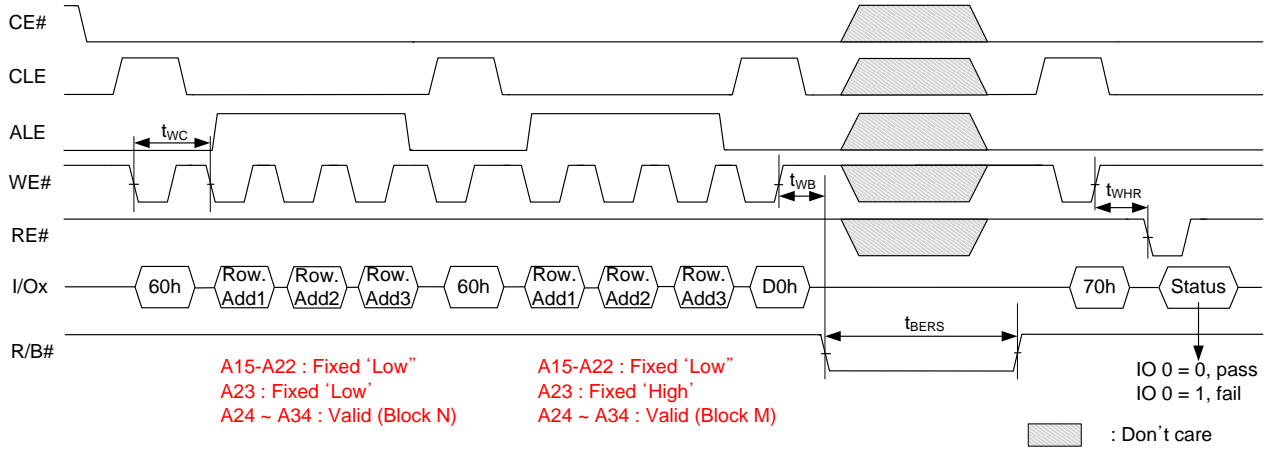 CE#
CLE
ALE
tWC
WE#
tWB
tWHR
RE#
I/Ox
60h
Row. Add1
Row. Add2
Row. Add3
60h
Row. Add1
Row. Add2
Row. Add3
D0h
70h
Status
tBERS
R/B#
A15-A22 : Fixed ‘Low”
A23 : Fixed ‘Low’
A24 ~ A34 : Valid (Block N)
A15-A22 : Fixed ‘Low”
A23 : Fixed ‘High’
A24 ~ A34 : Valid (Block M)
IO 0 = 0, pass
IO 0 = 1, fail
: Don’t care